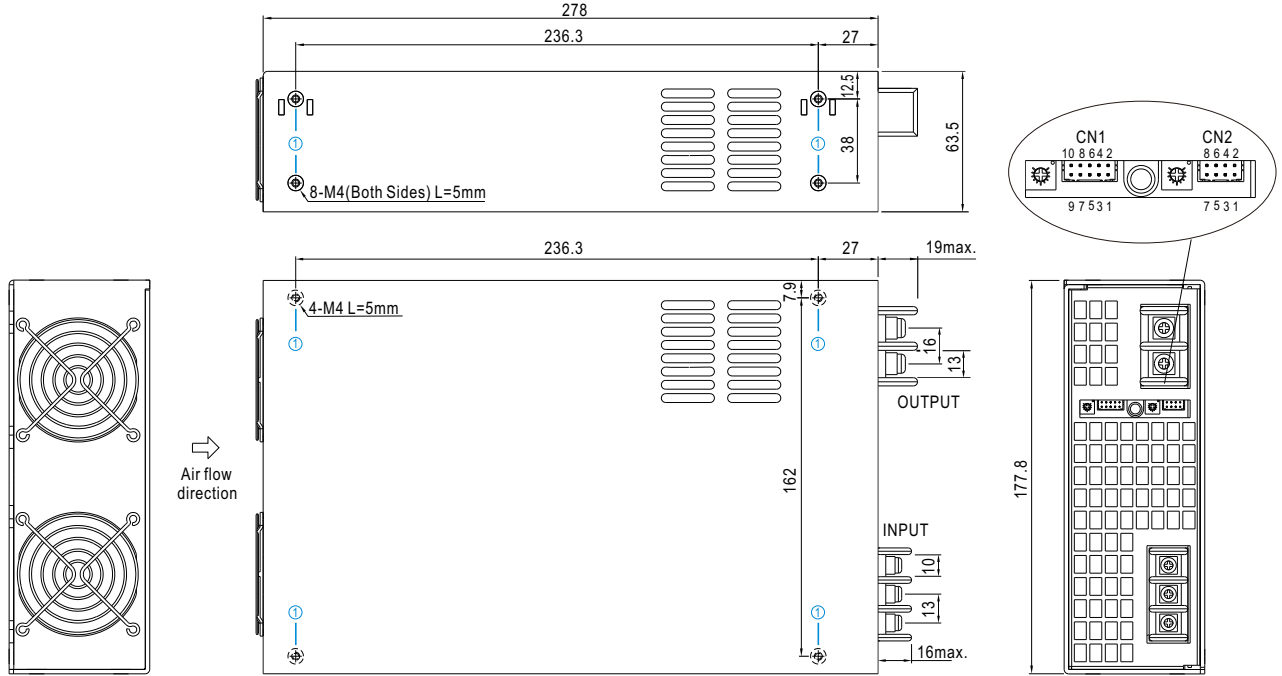 278
236.3
27
12.5
38
63.5
①
①
8-M4(Both Sides) L=5mm
CN1
CN2
10 8 6 4 2
8 6 4 2
9 7 5 3 1
7 5 3 1
236.3
27
19max.
7.9
4-M4 L=5mm
①
①
16
13
OUTPUT
Air flow
direction
162
177.8
INPUT
10
13
①
①
16max.